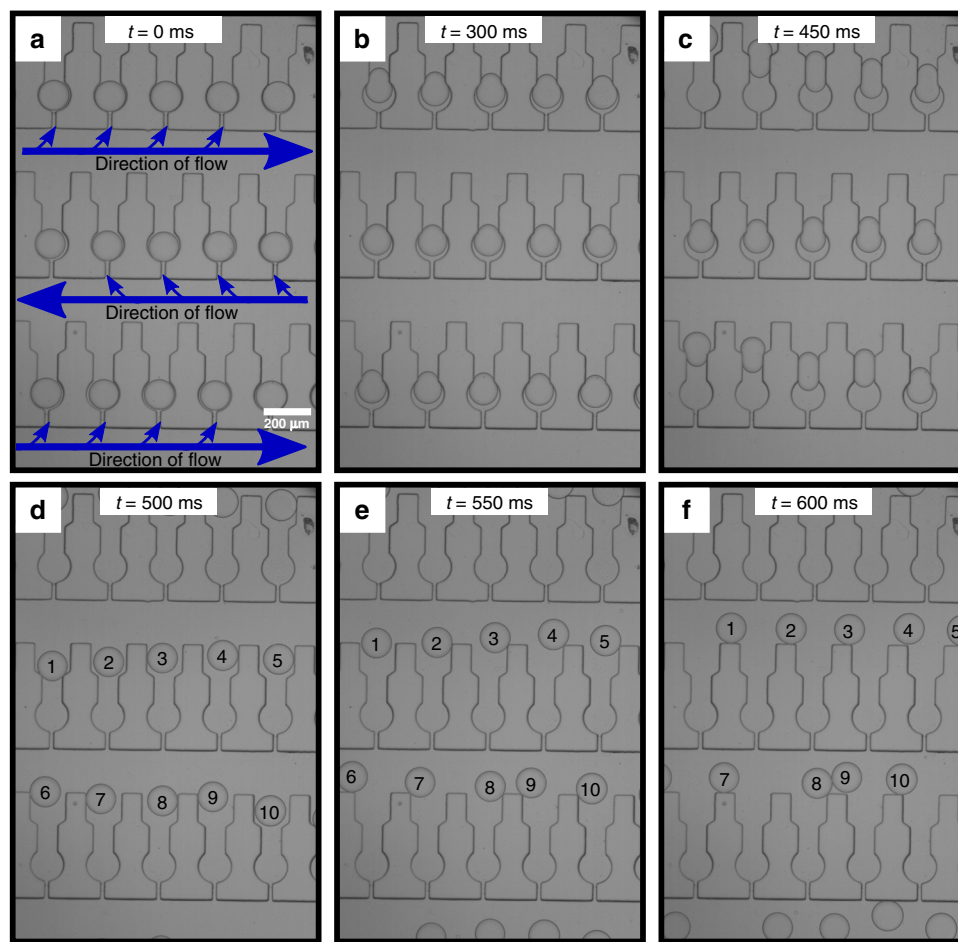 a
t = 0 ms
Direction of flow
Direction of flow
200 µm
Direction of flow
b
t = 300 ms
c
t = 450 ms
d
t = 500 ms
1 2 3 4 5
6 7 8 9 10
e
t = 550 ms
1 2 3 4 5
6 7 8 9 10
f
t = 600 ms
1 2 3 4 5
7 8 9 10